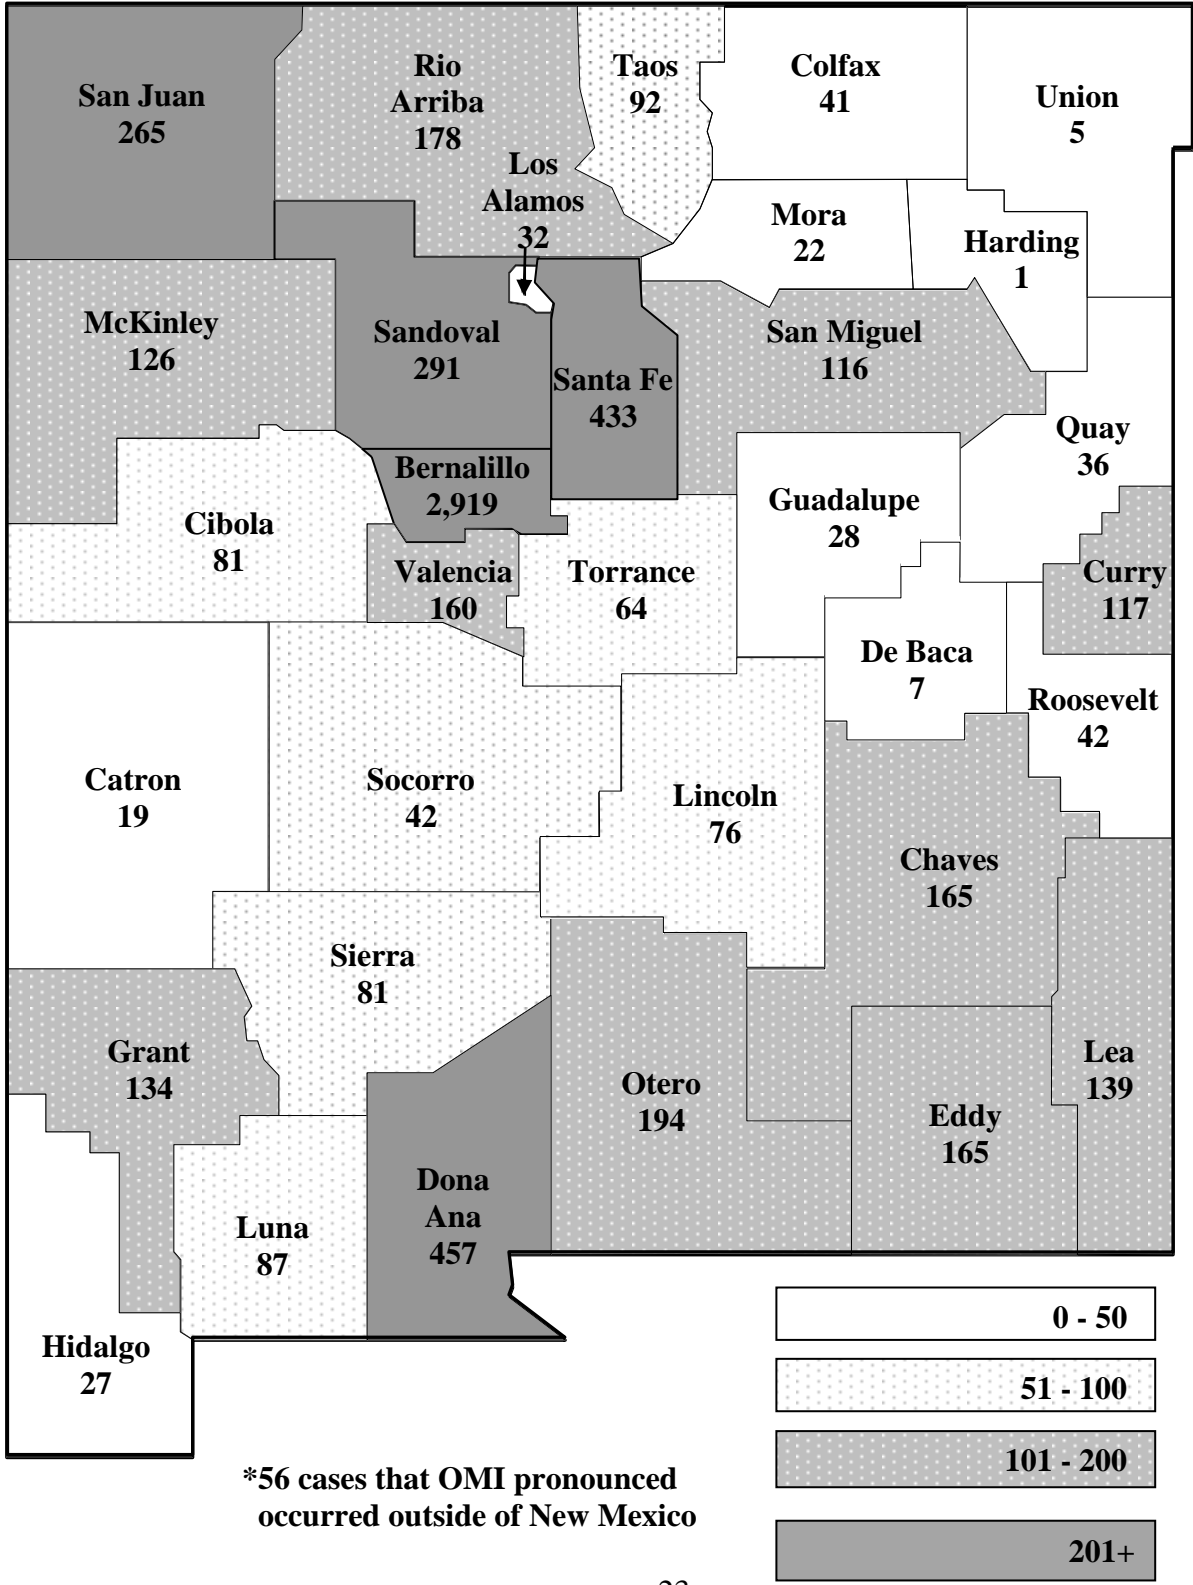 San Juan
265
Rio
Arriba
178
Taos
92
Colfax
41
Union
5
Los
Alamos
32
Mora
22
Harding
1
McKinley
126
Sandoval
291
Santa Fe
433
San Miguel
116
Quay
36
Bernalillo
2,919
Guadalupe
28
Cibola
81
Valencia
160
Torrance
64
Curry
117
De Baca
7
Roosevelt
42
Catron
19
Socorro
42
Lincoln
76
Chaves
165
Sierra
81
Grant
134
Otero
194
Lea
139
Eddy
165
Dona
Ana
457
Luna
87
Hidalgo
27
0 - 50
51 - 100
101 - 200
201+
*56 cases that OMI pronounced
occurred outside of New Mexico